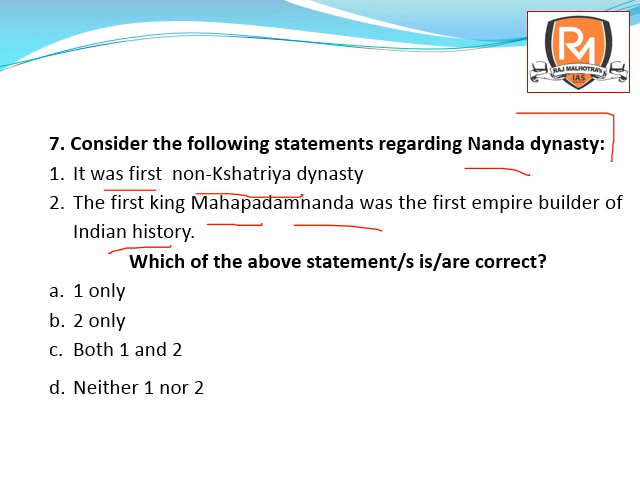 RM
RAJ MALHOTRA'S
IAS
7. Consider the following statements regarding Nanda dynasty:
1. It was first non-Kshatriya dynasty
2. The first king Mahapadamnanda was the first empire builder of
Indian history.
Which of the above statement/s is/are correct?
a. 1 only
b. 2 only
c. Both 1 and 2
d. Neither 1 nor 2